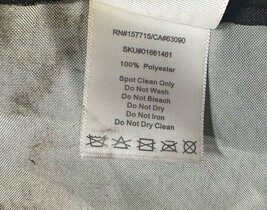 RN#157715/CA#63090
SKU#01661461
100% Polyester
Spot Clean Only
Do Not Wash
Do Not Bleach
Do Not Dry
Do Not Iron
Do Not Dry Clean